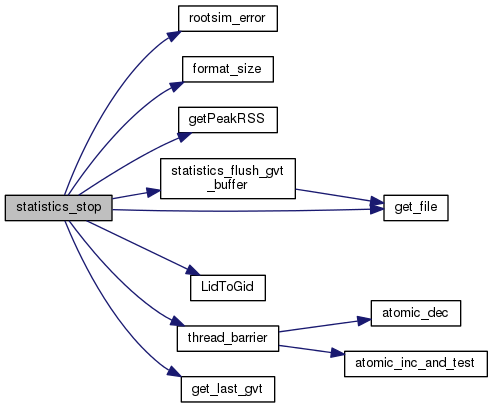 rootsim_error
format_size
getPeakRSS
statistics_flush_gvt
_buffer
statistics_stop
get_file
LidToGid
atomic_dec
thread_barrier
atomic_inc_and_test
get_last_gvt